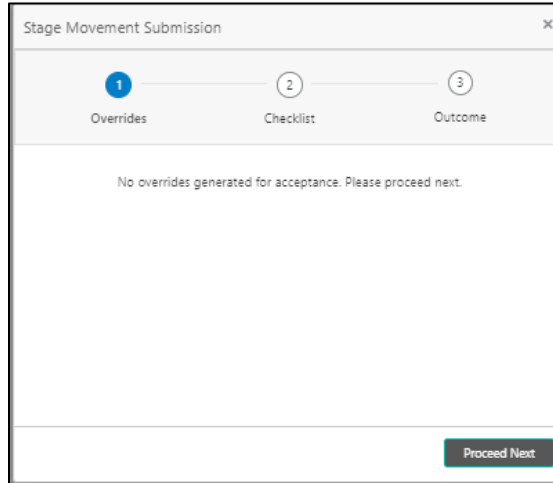 Stage Movement Submission ×
1 2 3
Overrides Checklist Outcome
No overrides generated for acceptance. Please proceed next.
Proceed Next